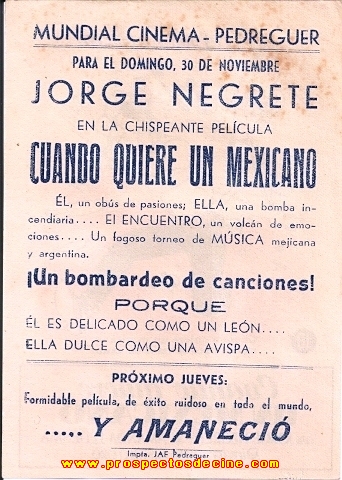 MUNDIAL CINEMA - PEDREGUER
PARA EL DOMINGO, 30 DE NOVIEMBRE
JORGE NEGRETE
EN LA CHISPEANTE PELÍCULA
CUANDO QUIERE UN MEXICANO
ÉL, un obús de pasiones; ELLA, una bomba in-
cendiaria.... El ENCUENTRO, un volcán de emo-
ciones.... Un fogoso torneo de MÚSICA mejicana
y argentina.
¡Un bombardeo de canciones!
PORQUE
ÉL ES DELICADO COMO UN LEÓN....
ELLA DULCE COMO UNA AVISPA....
PRÓXIMO JUEVES:
Formidable película, de éxito ruidoso en todo el mundo,
..... Y AMANECIÓ
Impta. JAF Pedreguer
www.prospectosdecine.com